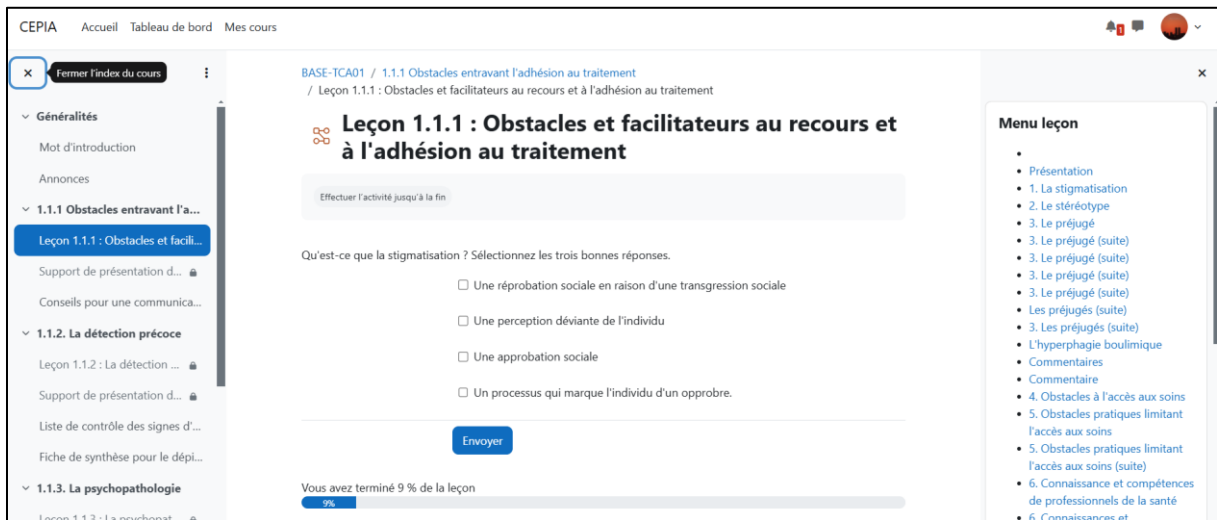 CEPIA Accueil Tableau de bord Mes cours
1
Fermer l'index du cours
Généralités
Mot d'introduction
Annonces
1.1.1 Obstacles entravant l'a...
Leçon 1.1.1 : Obstacles et facili...
Support de présentation d...
Conseils pour une communica...
1.1.2. La détection précoce
Leçon 1.1.2 : La détection ...
Support de présentation d...
Liste de contrôle des signes d'...
Fiche de synthèse pour le dépi...
1.1.3. La psychopathologie
Leçon 1.1.3 : La psychopat...
BASE-TCA01 / 1.1.1 Obstacles entravant l'adhésion au traitement
/ Leçon 1.1.1 : Obstacles et facilitateurs au recours et à l'adhésion au traitement
Leçon 1.1.1 : Obstacles et facilitateurs au recours et
à l'adhésion au traitement
Effectuer l'activité jusqu'à la fin
Qu'est-ce que la stigmatisation ? Sélectionnez les trois bonnes réponses.
Une réprobation sociale en raison d'une transgression sociale
Une perception déviante de l'individu
Une approbation sociale
Un processus qui marque l'individu d'un opprobre.
Envoyer
Vous avez terminé 9 % de la leçon
9%
Menu leçon
Présentation
1. La stigmatisation
2. Le stéréotype
3. Le préjugé
3. Le préjugé (suite)
3. Le préjugé (suite)
3. Le préjugé (suite)
3. Le préjugé (suite)
Les préjugés (suite)
3. Les préjugés (suite)
L'hyperphagie boulimique
Commentaires
Commentaire
4. Obstacles à l'accès aux soins
5. Obstacles pratiques limitant
l'accès aux soins
5. Obstacles pratiques limitant
l'accès aux soins (suite)
6. Connaissance et compétences
de professionnels de la santé
6. Connaissances et